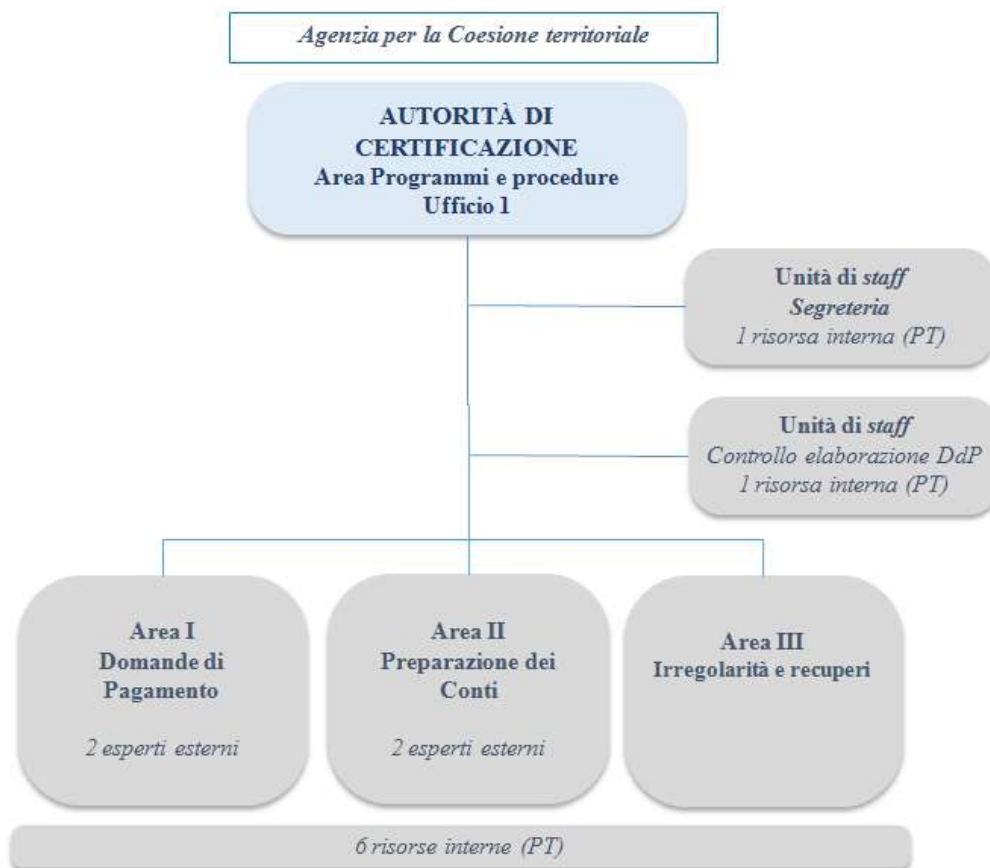 Agenzia per la Coesione territoriale
AUTORITÀ DI
CERTIFICAZIONE
Area Programmi e procedure
Ufficio 1
Unità di staff
Segreteria
1 risorsa interna (PT)
Unità di staff
Controllo elaborazione DdP
1 risorsa interna (PT)
Area I
Domande di
Pagamento
2 esperti esterni
Area II
Preparazione dei
Conti
2 esperti esterni
Area III
Irregolarità e recuperi
6 risorse interne (PT)